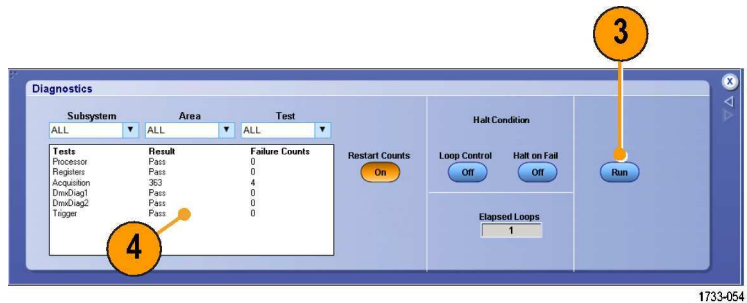 3
X
Diagnostics
Subsystem Area Test
ALL ALL ALL
Halt Condition
Tests Result Failure Counts
Processor Pass 0
Registers Pass 0
Acquisition 363 4
DmxDiag1 Pass 0
DmxDiag2 Pass 0
Trigger Pass 0
Restart Counts
On
Loop Control Halt on Fail
Off Off
Run
Elapsed Loops
1
4
1733-054